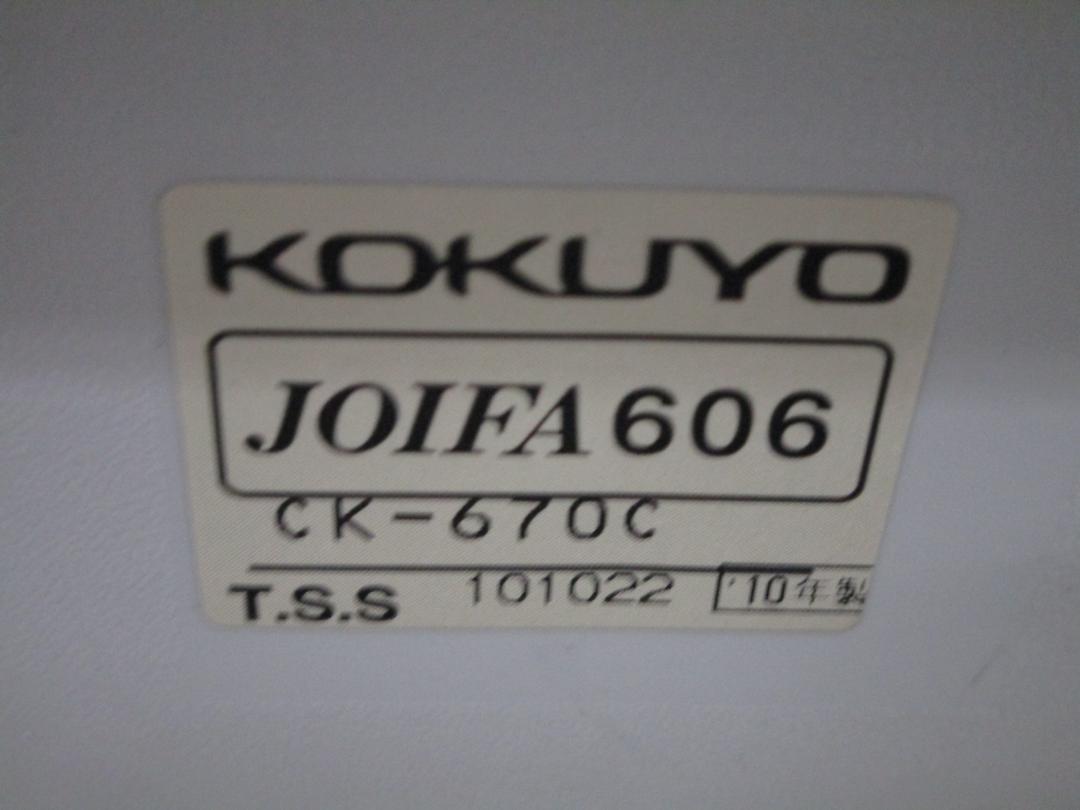 KOKUYO
JOIFA 606
CK-670C
T.S.S 101022 '10年製